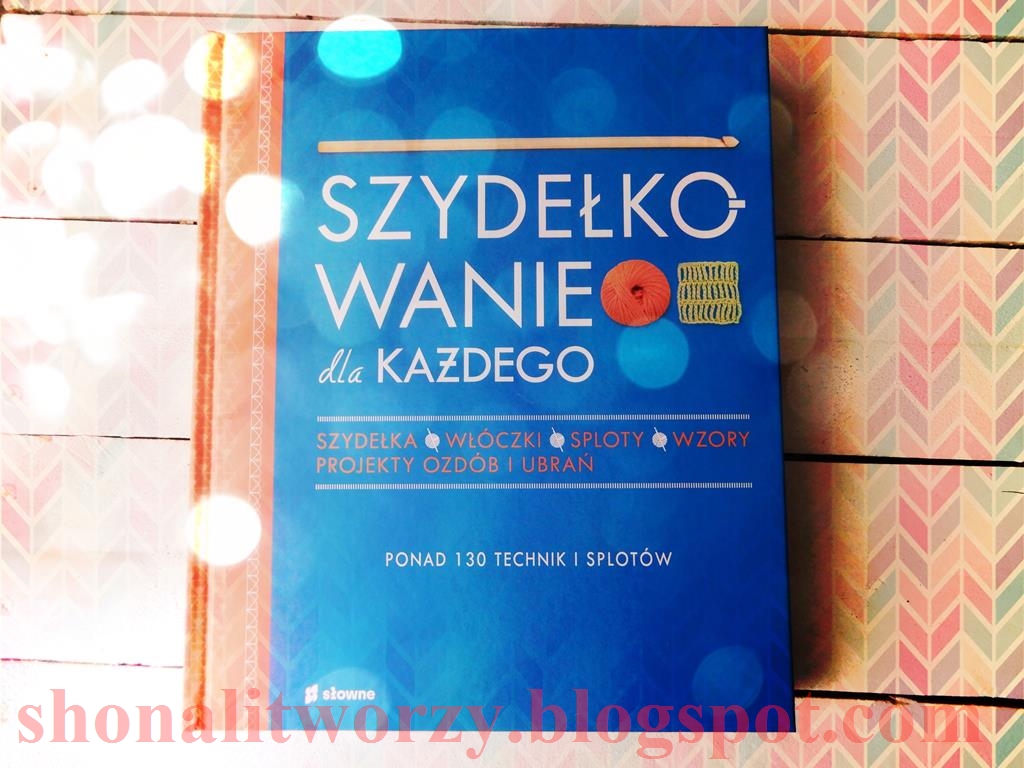 SZYDEŁKO-
WANIE
dla KAŻDEGO
SZYDEŁKA WŁÓCZKI SPLOTY WZORY
PROJEKTY OZDÓB I UBRAŃ
PONAD 130 TECHNIK I SPLOTÓW
słowne
shonalitworzy.blogspot.com